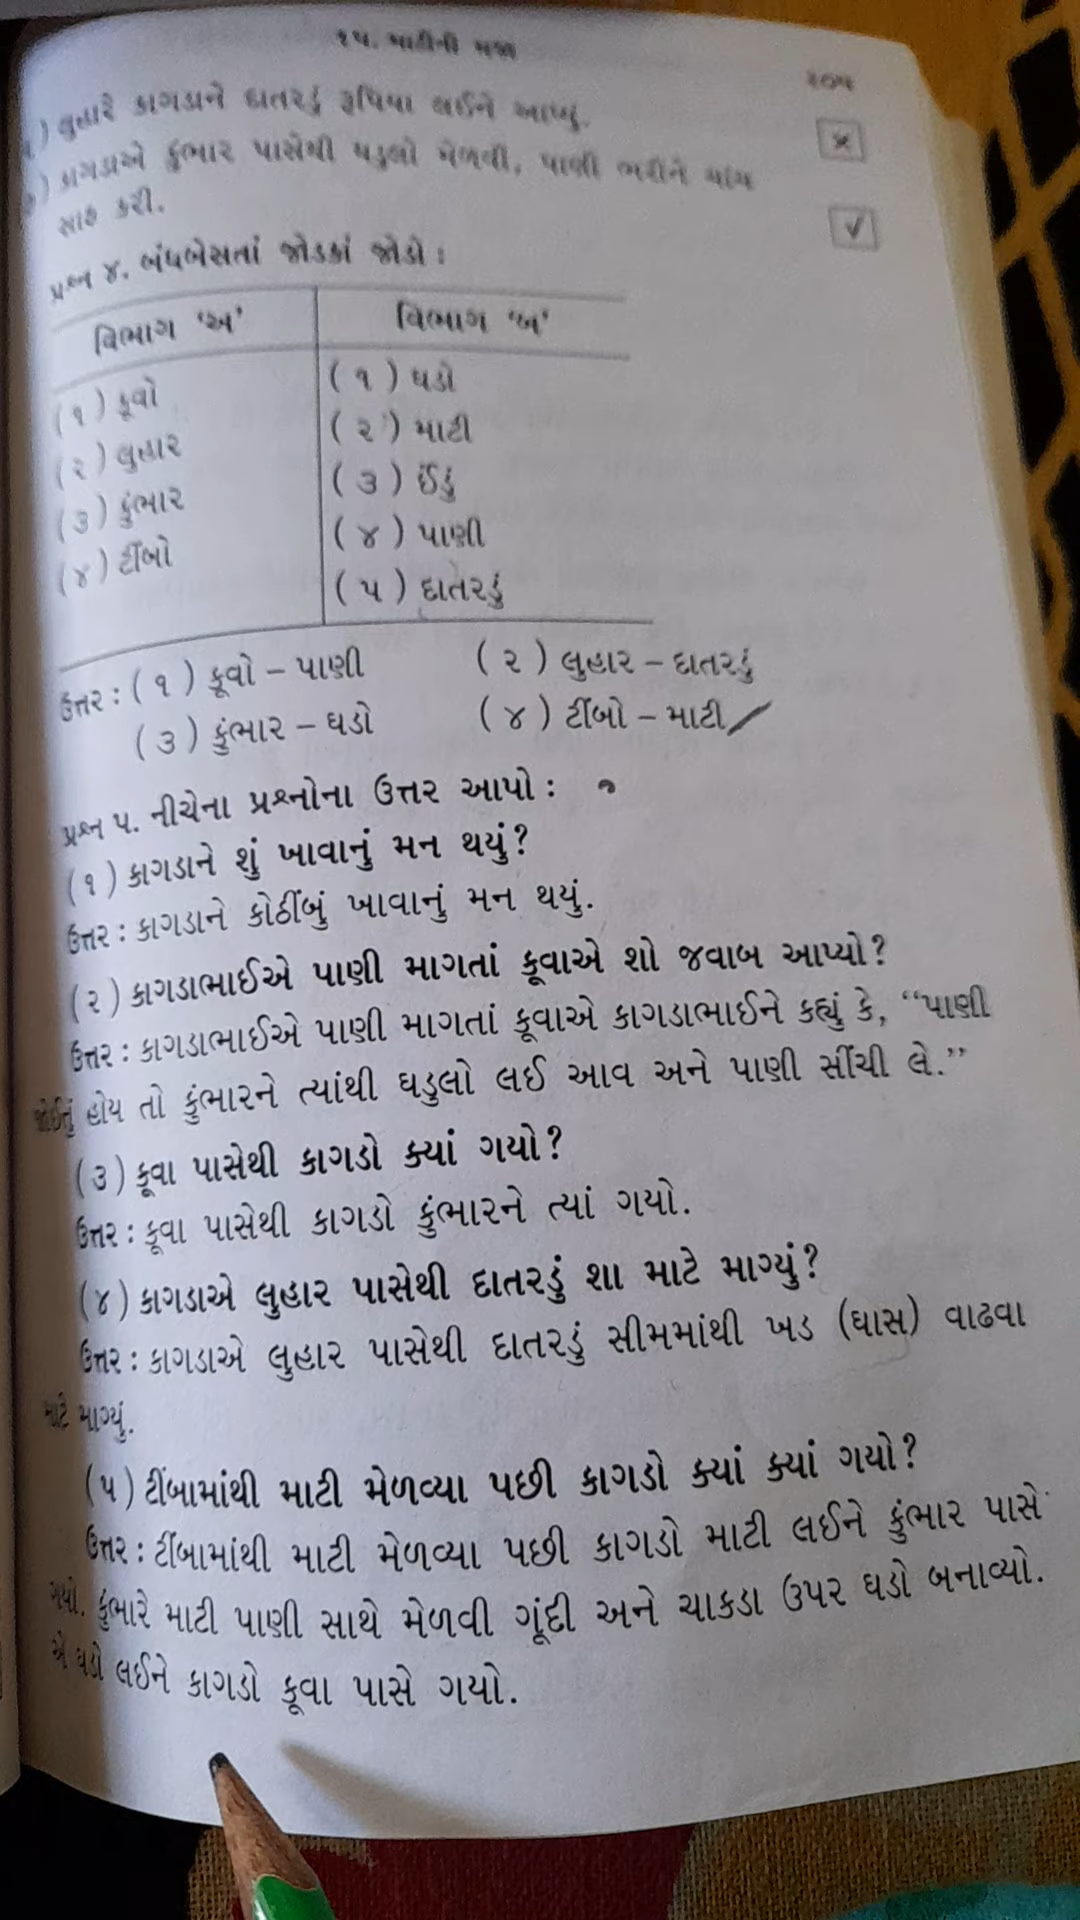 ૧૫. માટીની મજા
૨૦૫
) લુહારે કાગડાને દાતરડું રૂપિયા લઈને આપ્યું. ×
) કાગડાએ કુંભાર પાસેથી ઘડુલો મેળવી, પાણી ભરીને ચાંચ
સાફ કરી. ✓
પ્રશ્ન ૪. બંધબેસતાં જોડકાં જોડો :
વિભાગ ‘અ’ વિભાગ ‘બ’
(૧) કૂવો (૧) ઘડો
(૨) લુહાર (૨) માટી
(૩) કુંભાર (૩) ઈંડું
(૪) ટીંબો (૪) પાણી
(૫) દાતરડું
ઉત્તર : (૧) કૂવો – પાણી (૨) લુહાર – દાતરડું
(૩) કુંભાર – ઘડો (૪) ટીંબો – માટી
પ્રશ્ન ૫. નીચેના પ્રશ્નોના ઉત્તર આપો :
(૧) કાગડાને શું ખાવાનું મન થયું?
ઉત્તર : કાગડાને કોઠીંબું ખાવાનું મન થયું.
(૨) કાગડાભાઈએ પાણી માગતાં કૂવાએ શો જવાબ આપ્યો?
ઉત્તર : કાગડાભાઈએ પાણી માગતાં કૂવાએ કાગડાભાઈને કહ્યું કે, “પાણી
જોઈતું હોય તો કુંભારને ત્યાંથી ઘડુલો લઈ આવ અને પાણી સીંચી લે.”
(૩) કૂવા પાસેથી કાગડો ક્યાં ગયો?
ઉત્તર : કૂવા પાસેથી કાગડો કુંભારને ત્યાં ગયો.
(૪) કાગડાએ લુહાર પાસેથી દાતરડું શા માટે માગ્યું?
ઉત્તર : કાગડાએ લુહાર પાસેથી દાતરડું સીમમાંથી ખડ (ઘાસ) વાઢવા
માટે માગ્યું.
(૫) ટીંબામાંથી માટી મેળવ્યા પછી કાગડો ક્યાં ક્યાં ગયો?
ઉત્તર : ટીંબામાંથી માટી મેળવ્યા પછી કાગડો માટી લઈને કુંભાર પાસે
ગયો. કુંભારે માટી પાણી સાથે મેળવી ગૂંદી અને ચાકડા ઉપર ઘડો બનાવ્યો.
એ ઘડો લઈને કાગડો કૂવા પાસે ગયો.